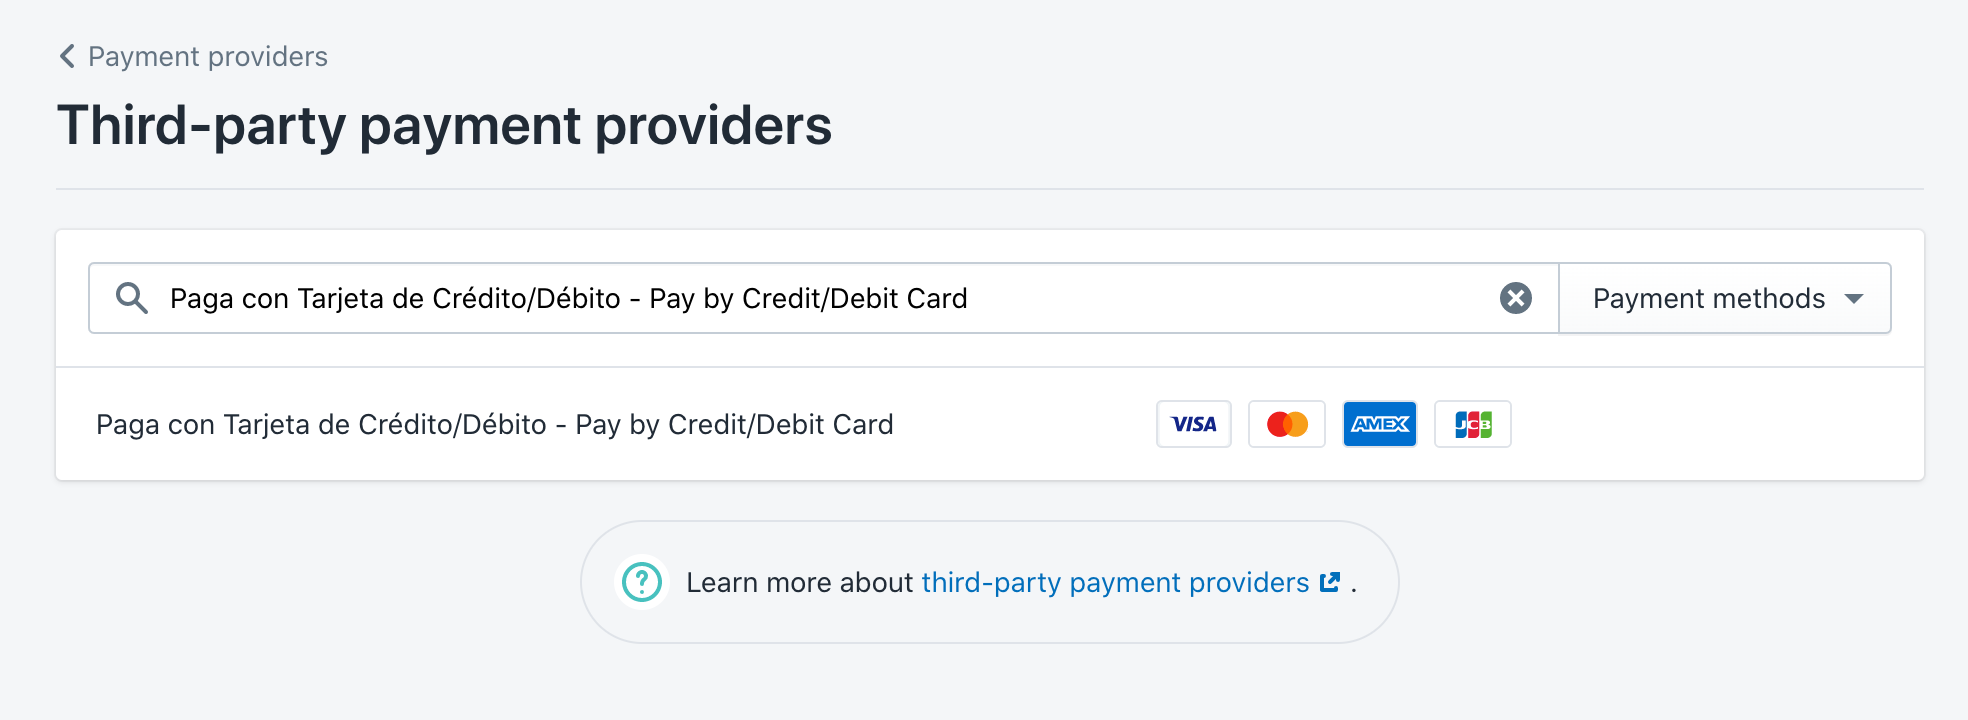 Payment providers
Third-party payment providers
Paga con Tarjeta de Crédito/Débito - Pay by Credit/Debit Card
Payment methods
Paga con Tarjeta de Crédito/Débito - Pay by Credit/Debit Card
VISA
AMEX
JCB
Learn more about third-party payment providers .